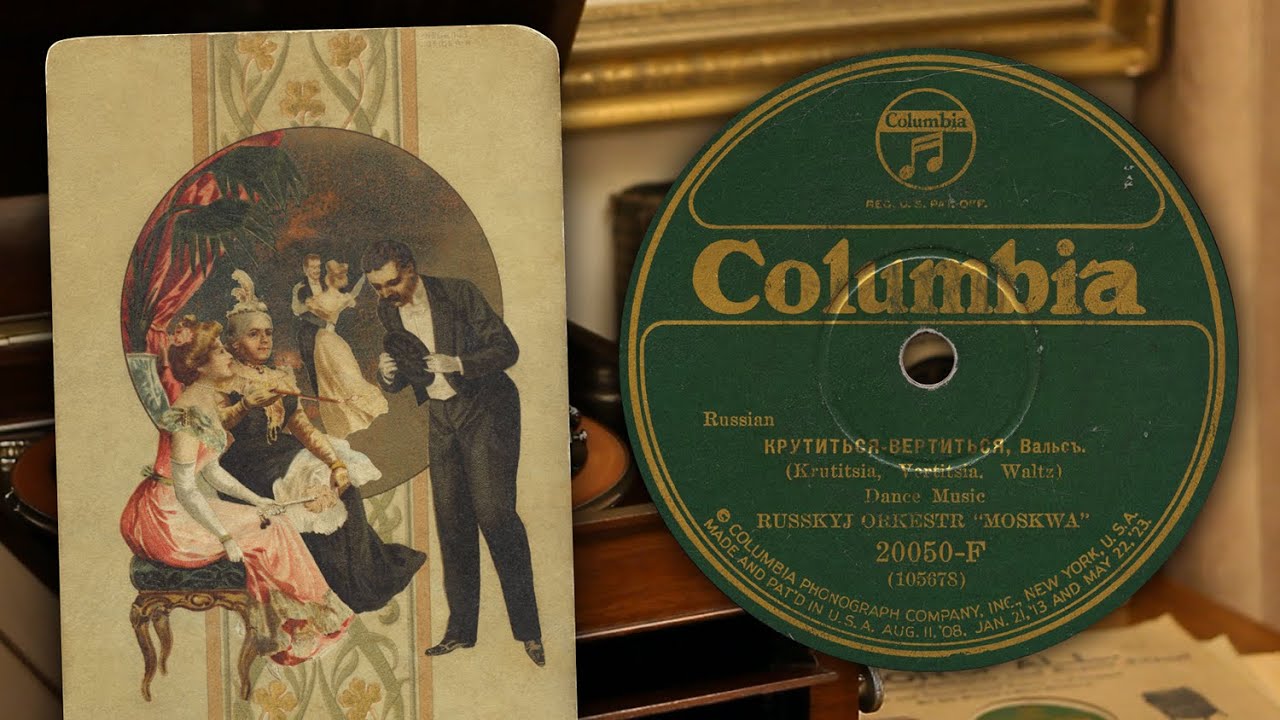 Columbia
REG. U.S. PAT. OFF.
Columbia
Russian
КРУТИТЬСЯ-ВЕРТИТЬСЯ, Вальсъ.
(Krutitsia, Vertitsia, Waltz)
Dance Music
RUSSKYJ ORKESTR "MOSKWA"
20050-F
(105678)
© COLUMBIA PHONOGRAPH COMPANY, INC., NEW YORK, U.S.A.
MADE AND PAT'D IN U.S.A. AUG. 11,'08. JAN. 21,'13 AND MAY 22,'23.